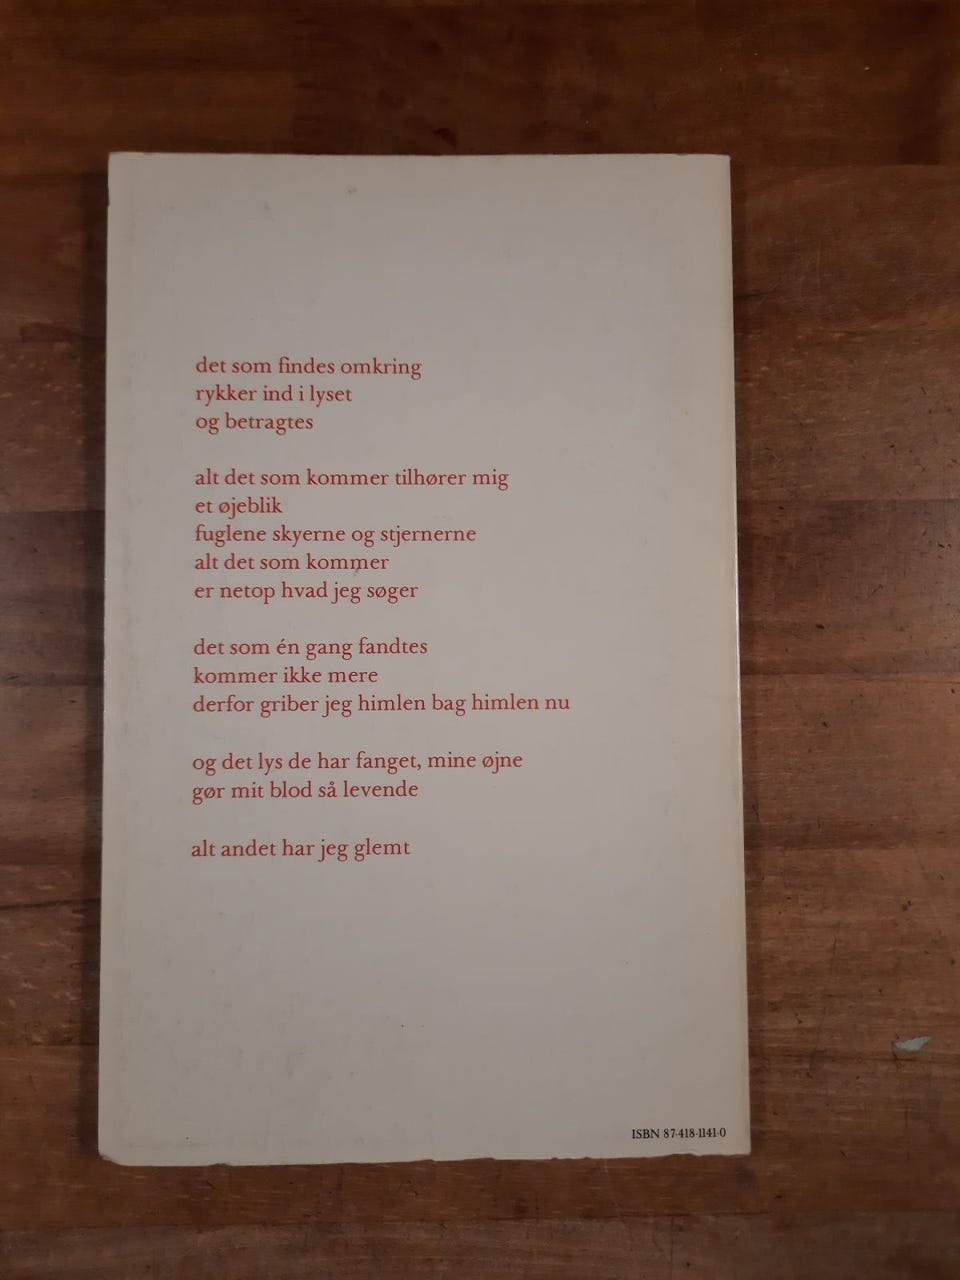 det som findes omkring
rykker ind i lyset
og betragtes
alt det som kommer tilhører mig
et øjeblik
fuglene skyerne og stjernerne
alt det som kommer
er netop hvad jeg søger
det som én gang fandtes
kommer ikke mere
derfor griber jeg himlen bag himlen nu
og det lys de har fanget, mine øjne
gør mit blod så levende
alt andet har jeg glemt
ISBN 87-418-1141-0